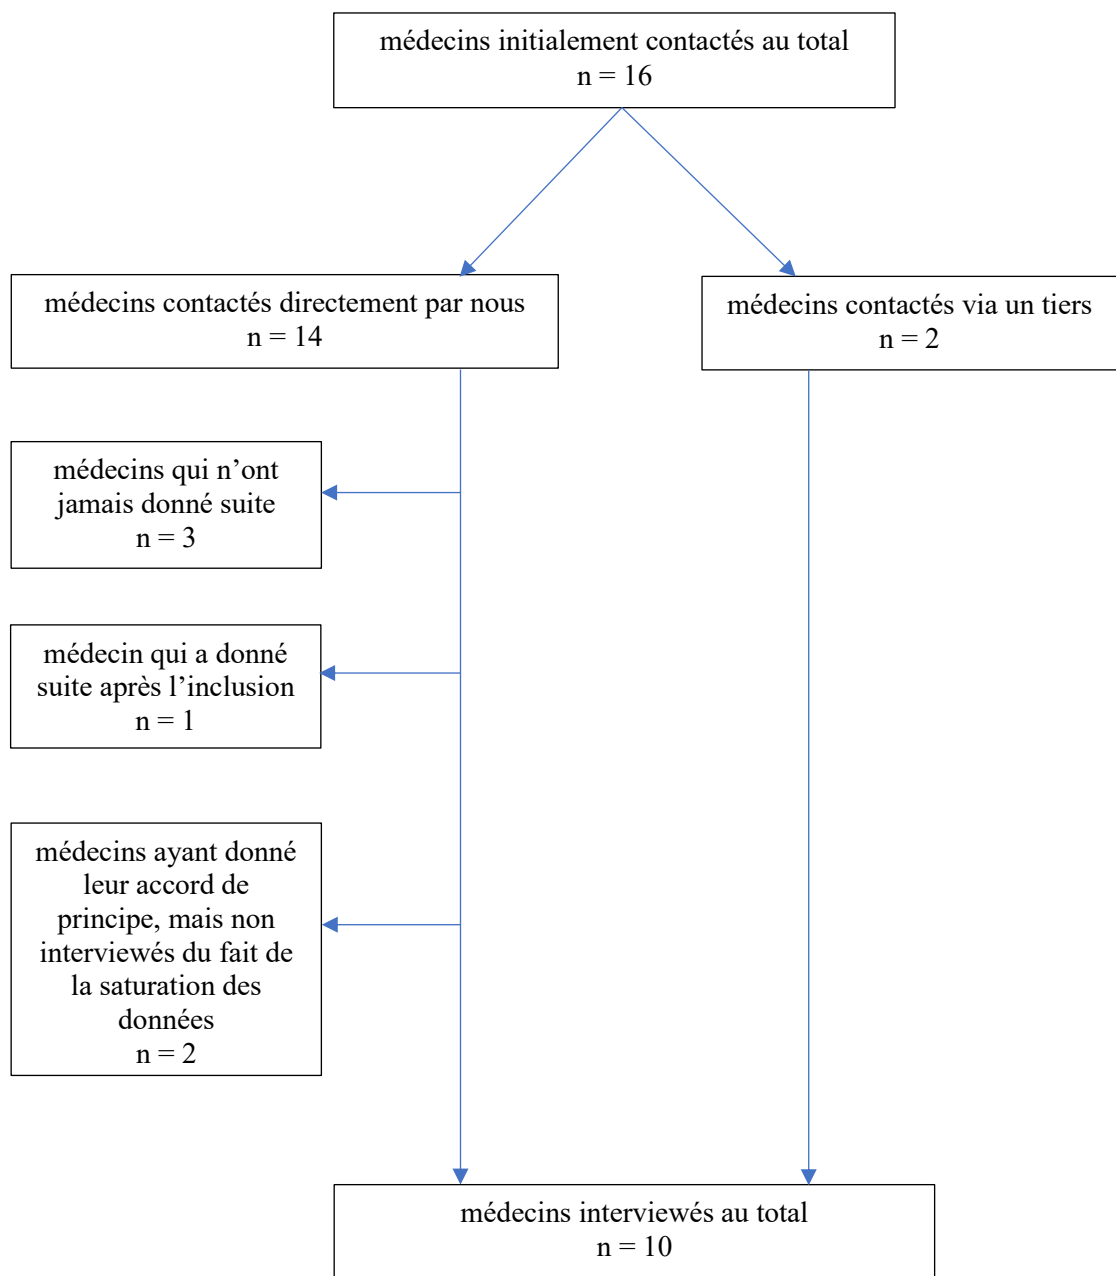 médecins initialement contactés au total
n = 16
médecins contactés directement par nous
n = 14
médecins contactés via un tiers
n = 2
médecins qui n’ont
jamais donné suite
n = 3
médecin qui a donné
suite après l’inclusion
n = 1
médecins ayant donné
leur accord de
principe, mais non
interviewés du fait de
la saturation des
données
n = 2
médecins interviewés au total
n = 10